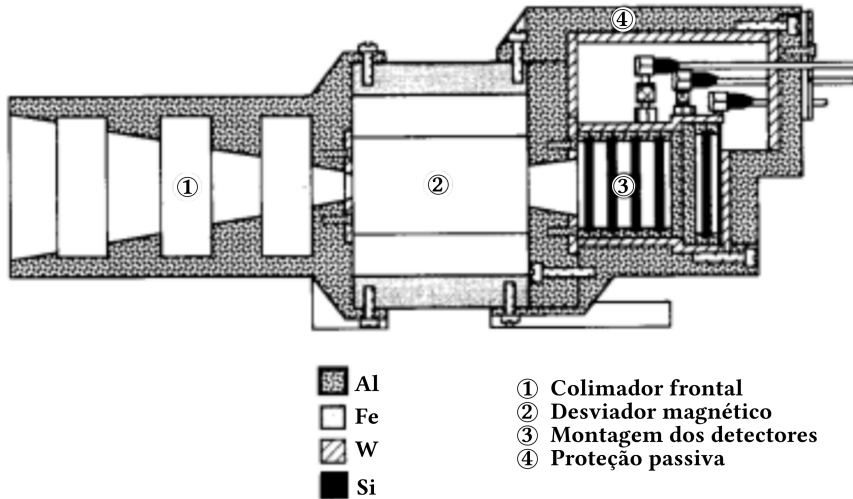 ④
①
②
③
Al
Fe
W
Si
① Colimador frontal
② Desviador magnético
③ Montagem dos detectores
④ Proteção passiva